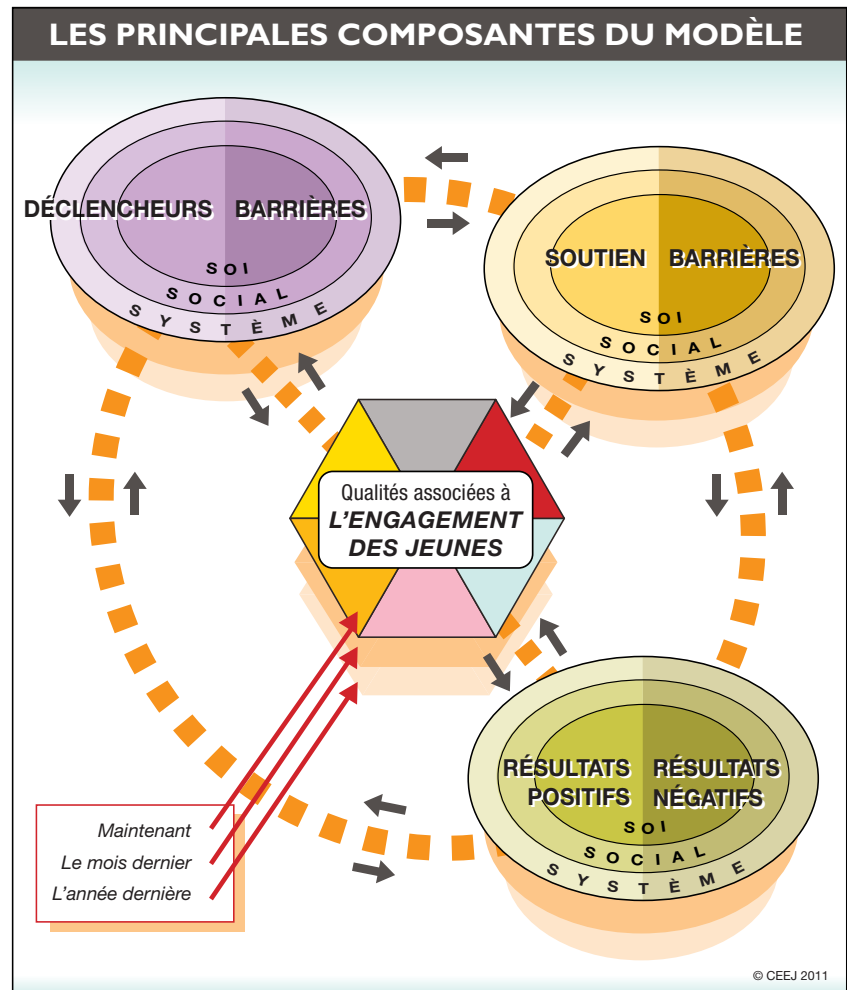 LES PRINCIPALES COMPOSANTES DU MODÈLE
DÉCLENCHEURS BARRIÈRES
SOI
SOCIAL
SYSTÈME
SOUTIEN BARRIÈRES
SOI
SOCIAL
SYSTÈME
Qualités associées à
L'ENGAGEMENT
DES JEUNES
RÉSULTATS RÉSULTATS
POSITIFS NÉGATIFS
SOI
SOCIAL
SYSTÈME
Maintenant
Le mois dernier
L'année dernière
© CEEJ 2011